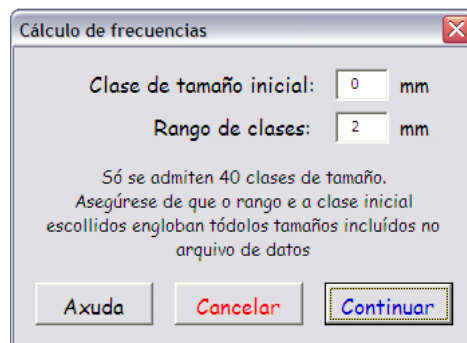 Cálculo de frecuencias
Clase de tamaño inicial: 0 mm
Rango de clases: 2 mm
Só se admiten 40 clases de tamaño.
Asegúrese de que o rango e a clase inicial
escollidos engloban tódolos tamaños incluídos no
arquivo de datos
Axuda Cancelar Continuar